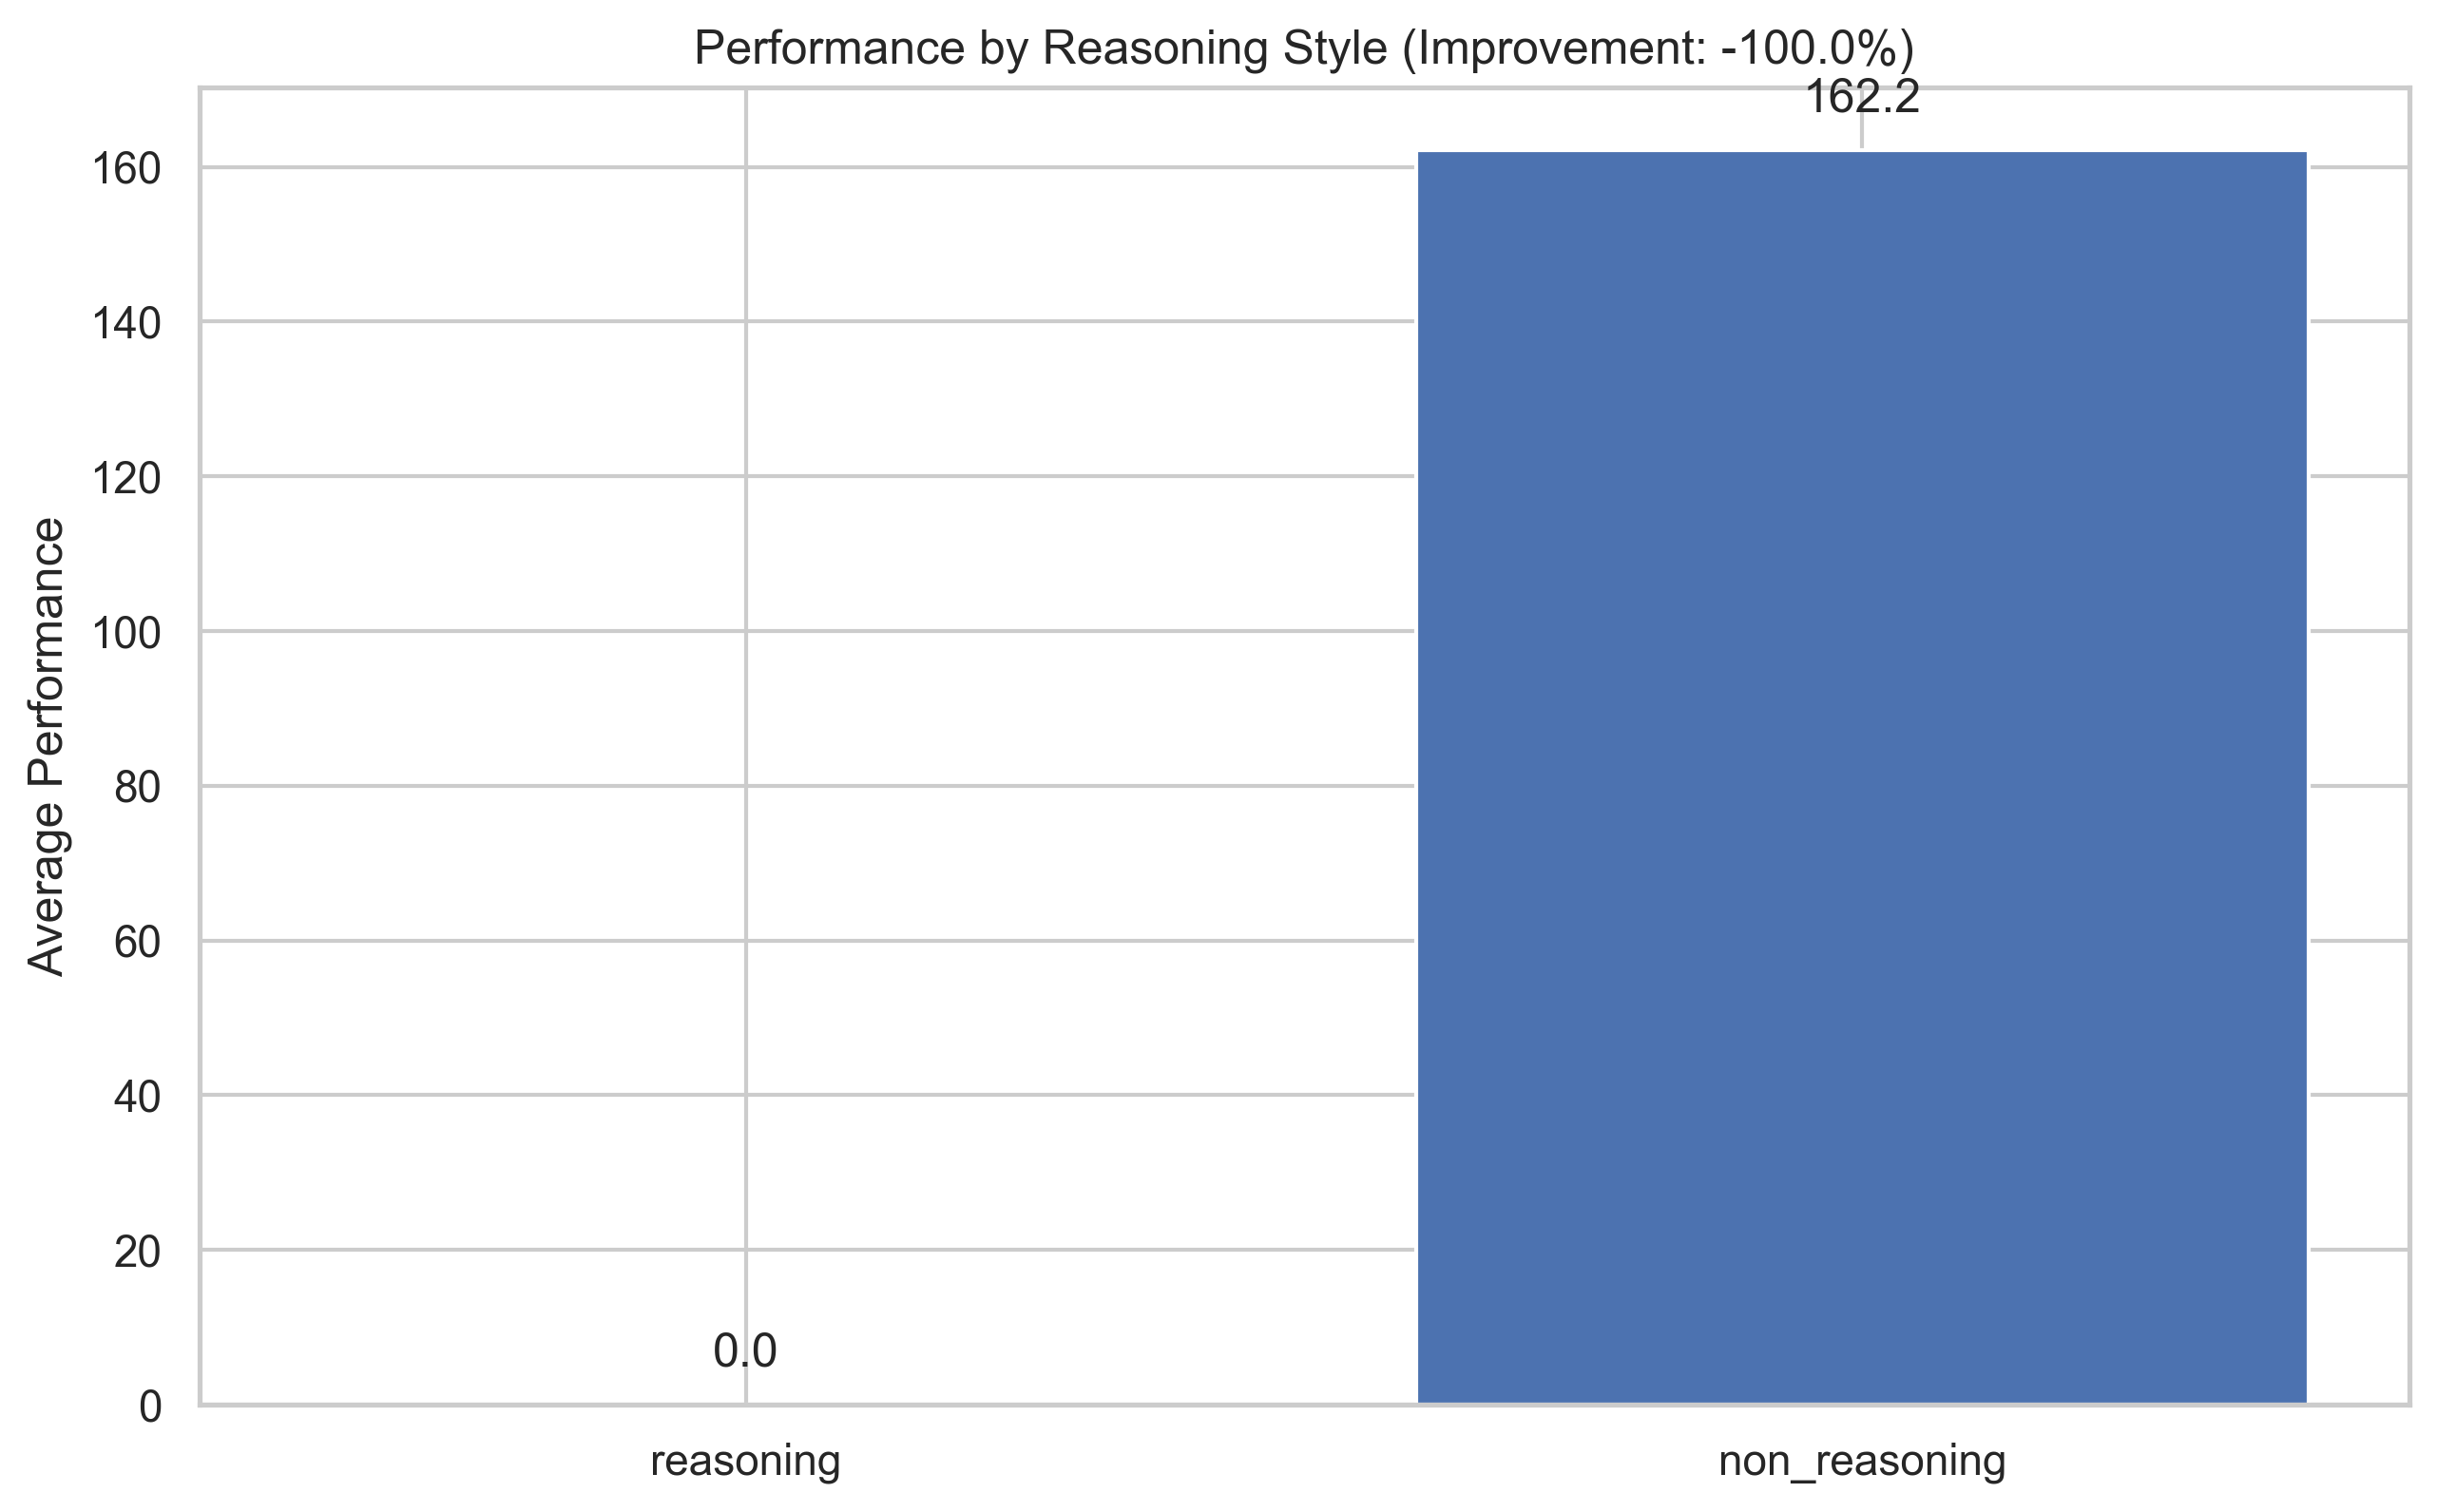 Performance by Reasoning Style (Improvement: -100.0%)
162.2
160
140
120
100
80
60
40
20
0
Average Performance
0.0
reasoning
non_reasoning